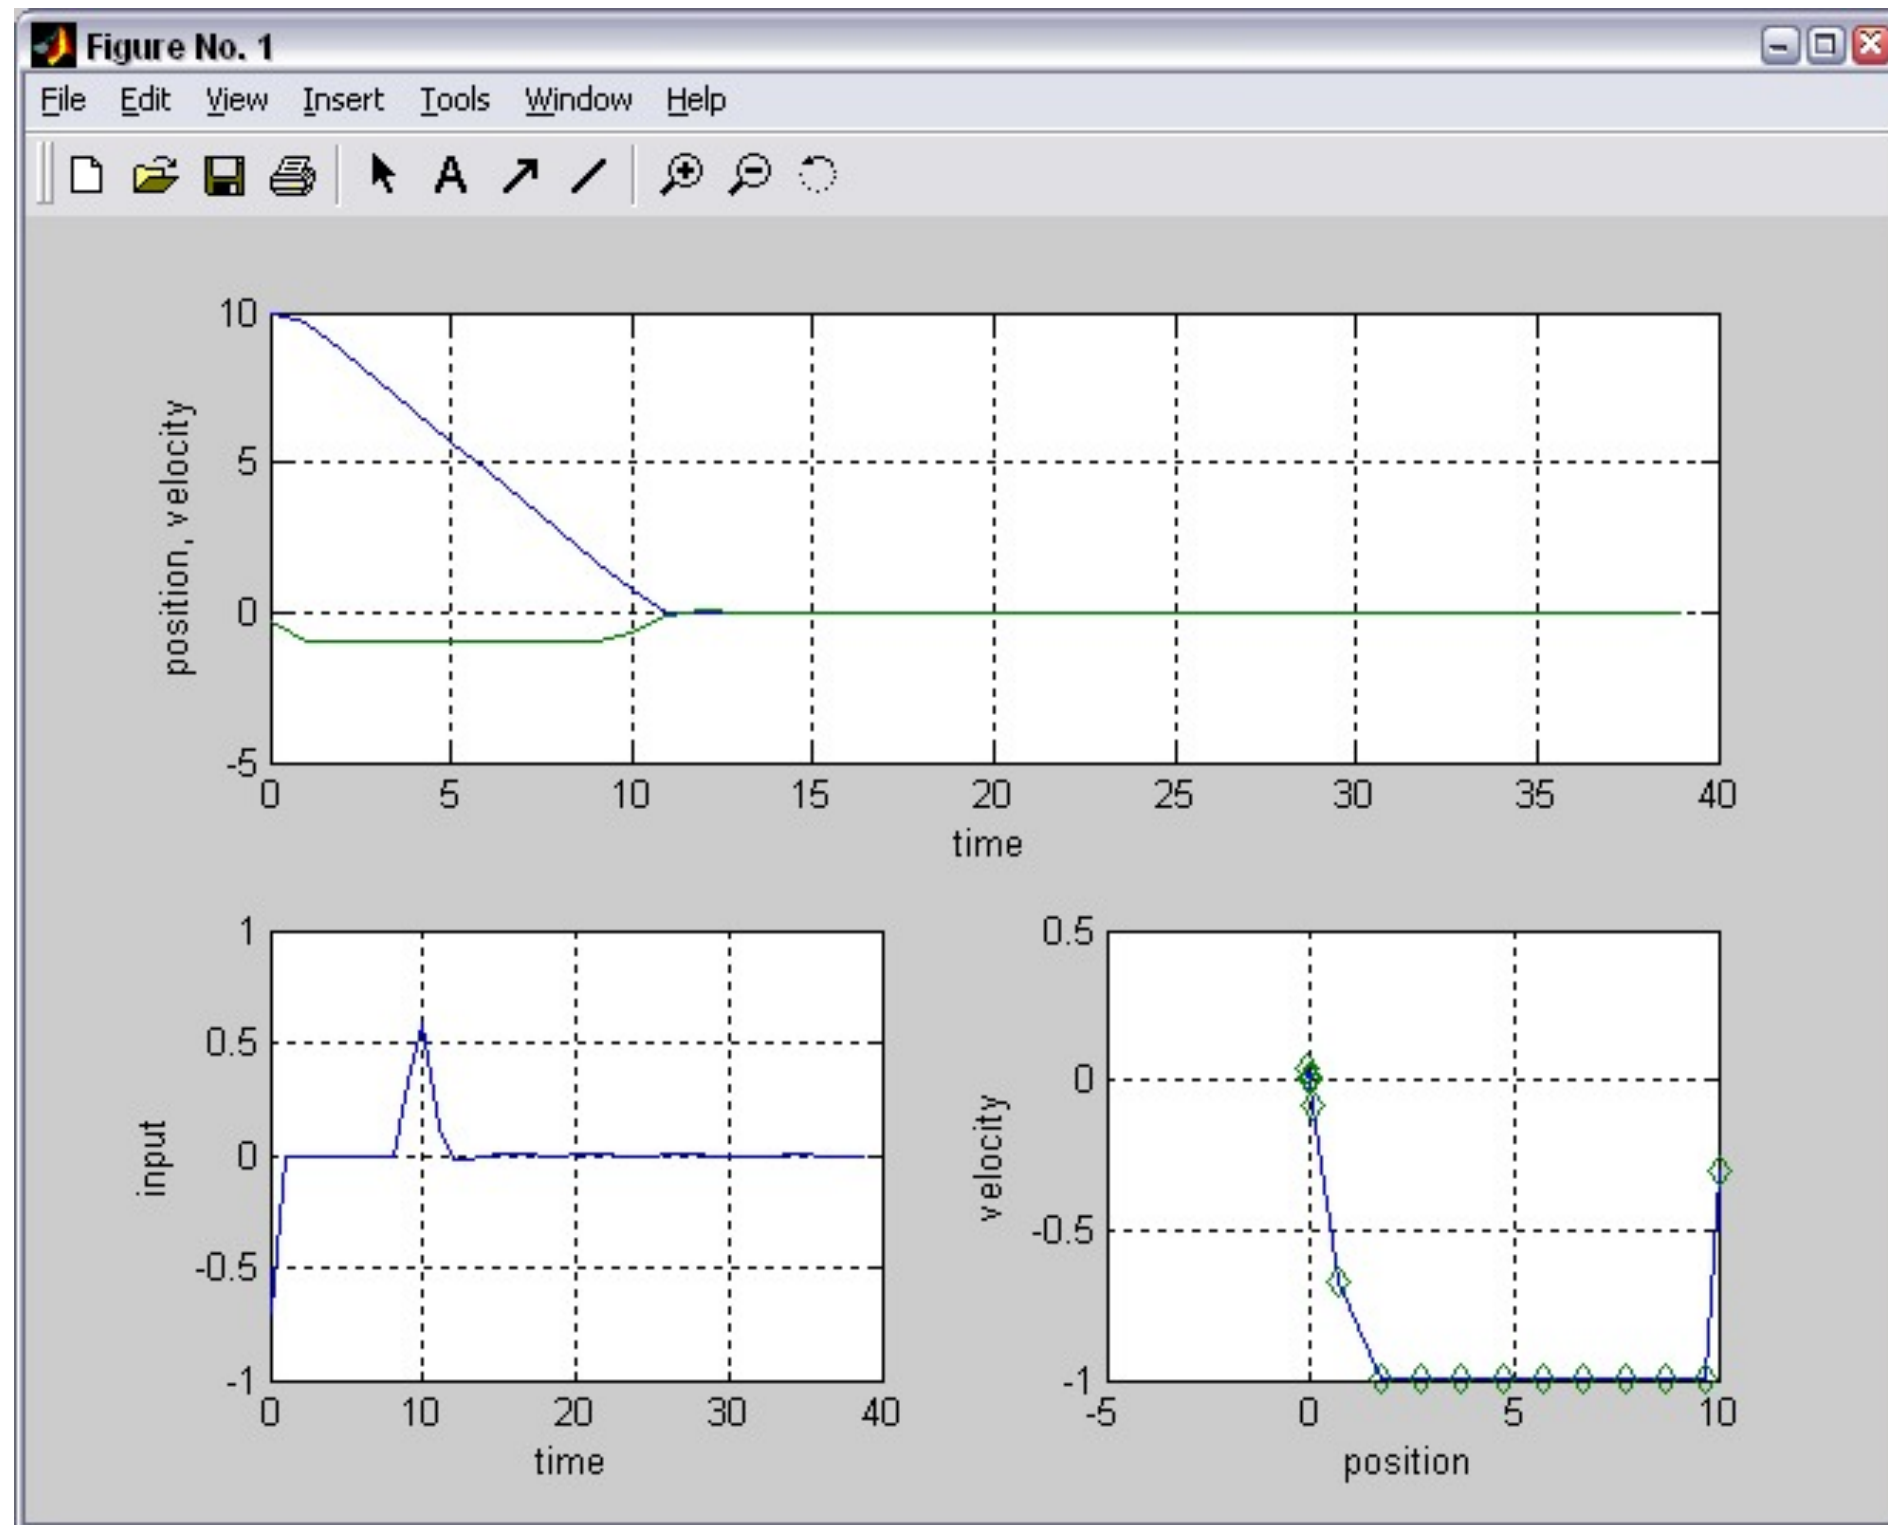 Figure No. 1
File Edit View Insert Tools Window Help
A
10
5
0
-5
position, velocity
0 5 10 15 20 25 30 35 40
time
1
0.5
0
-0.5
-1
input
0 10 20 30 40
time
0.5
0
-0.5
-1
velocity
-5 0 5 10
position